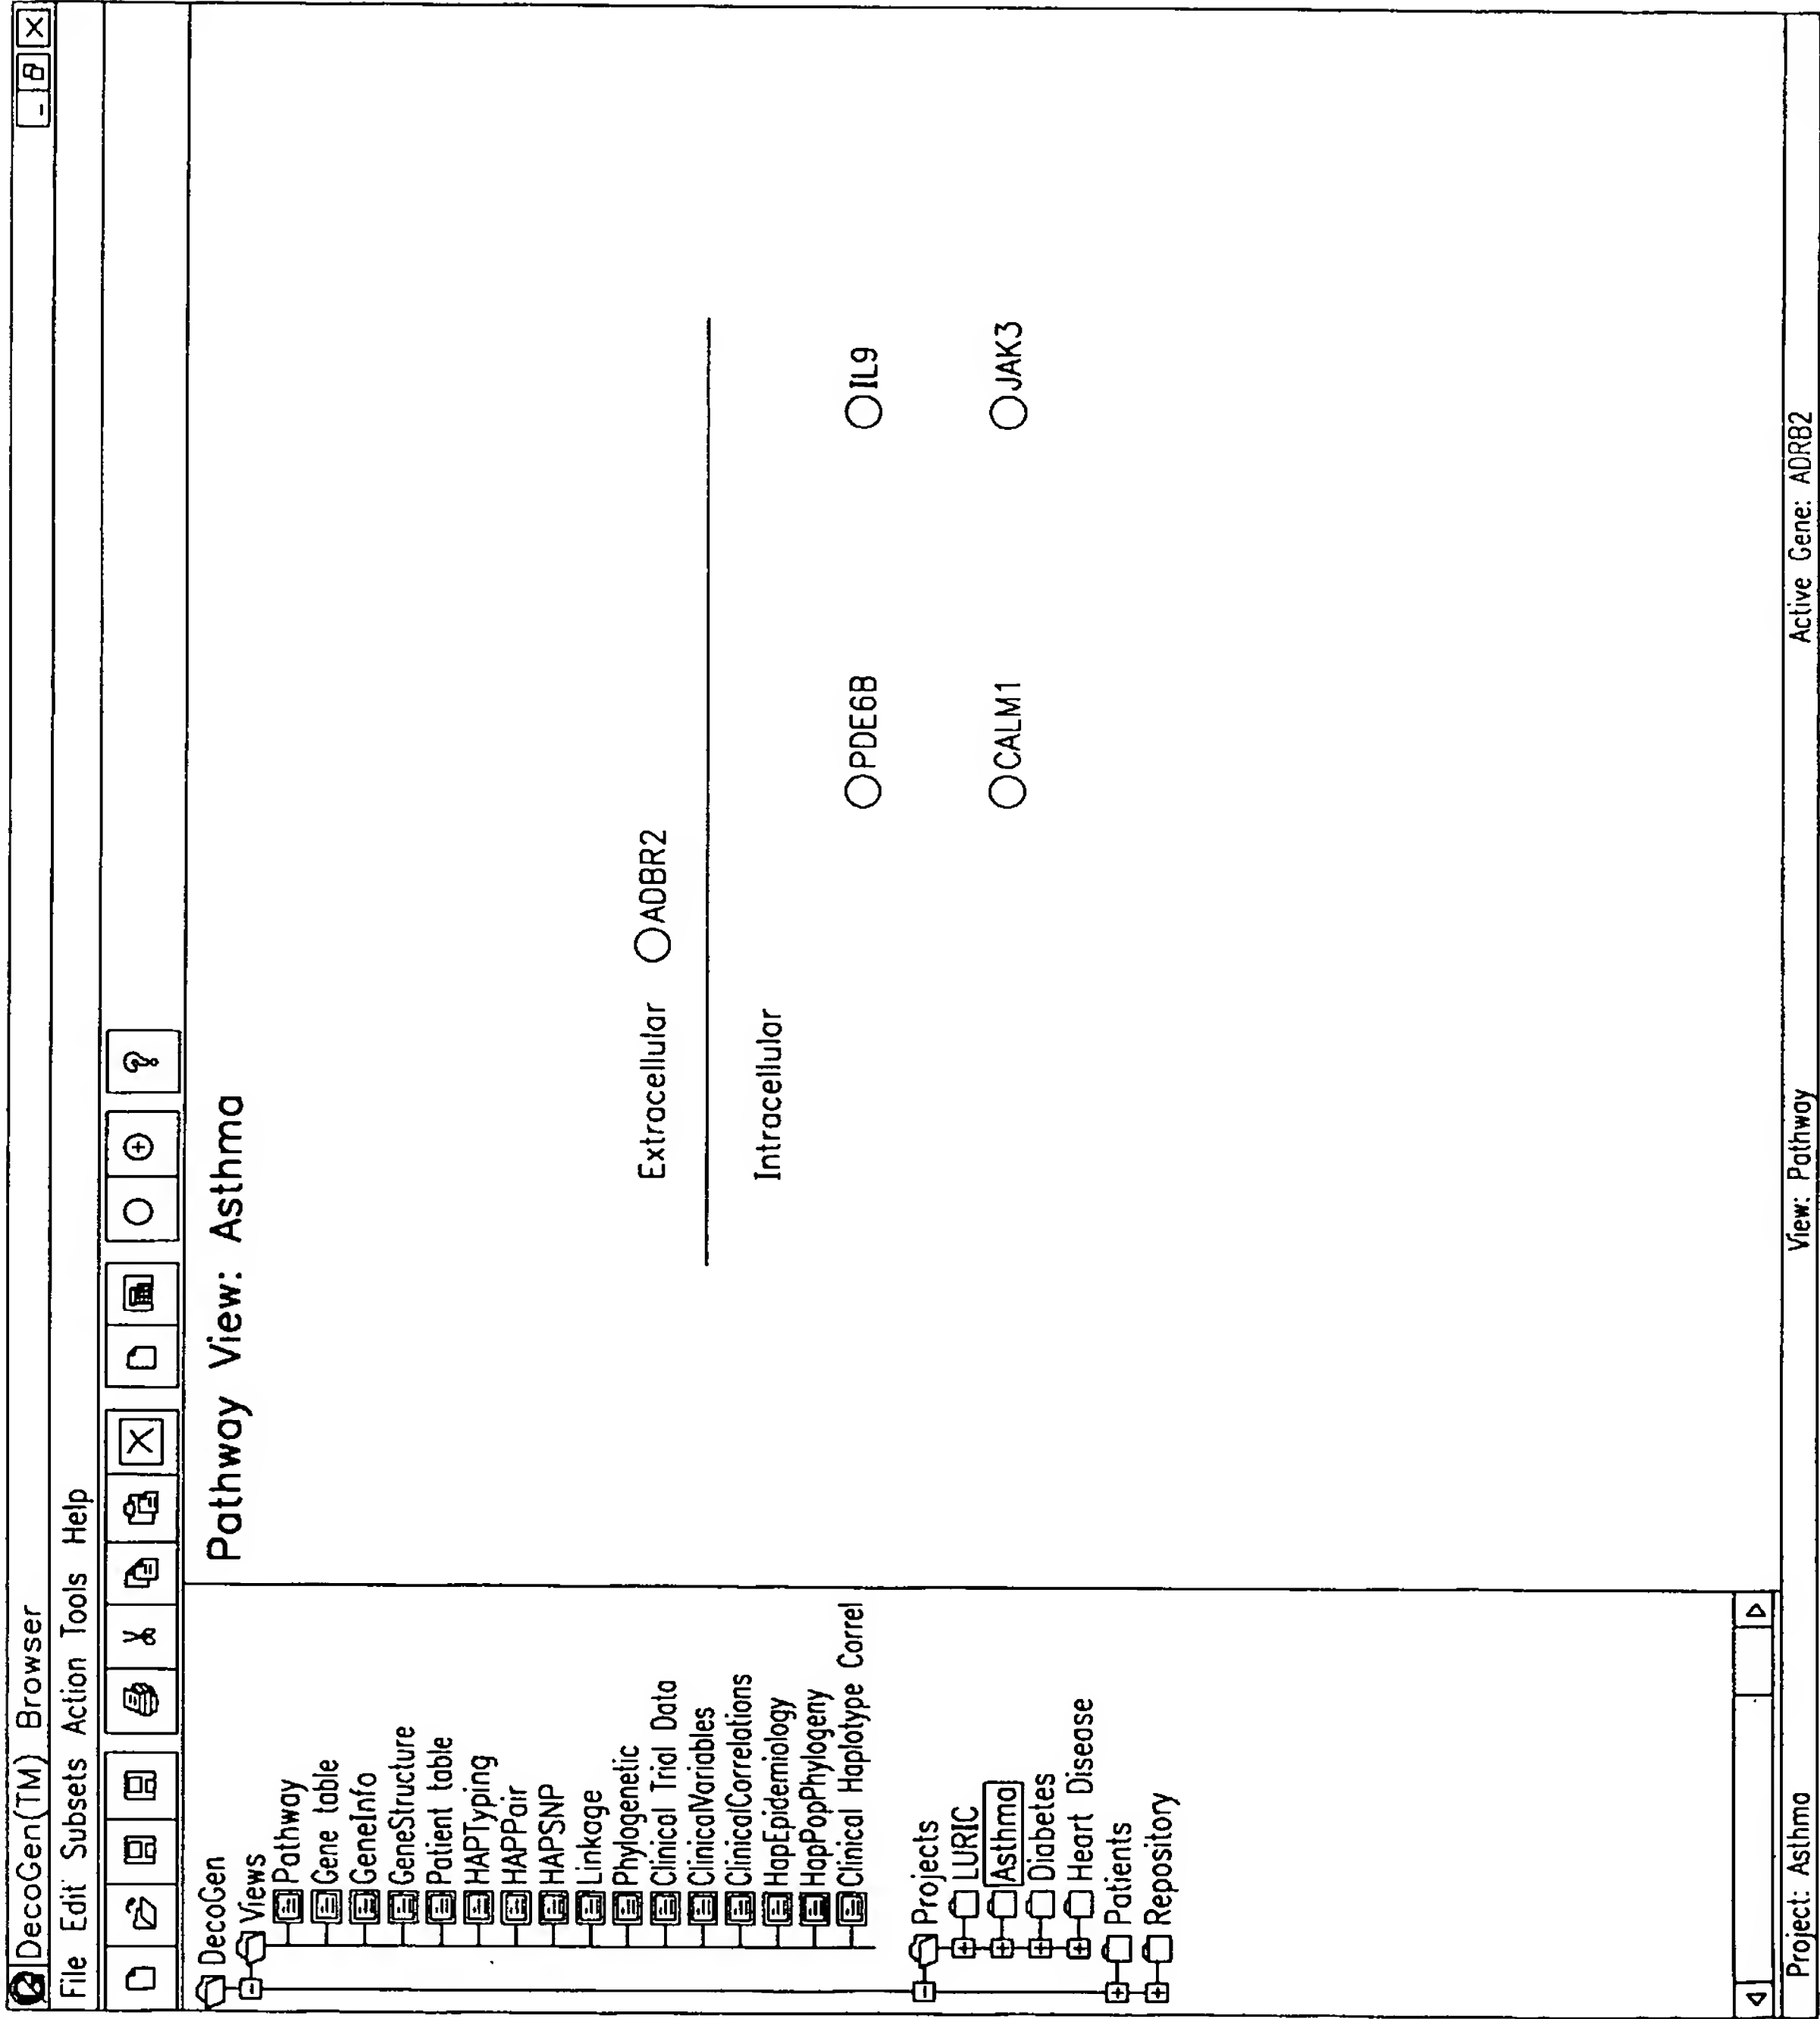 DecoGen(TM) Browser
File Edit Subsets Action Tools Help
?
DecoGen
Views
Pathway
Gene table
GeneInfo
GeneStructure
Patient table
HAPTyping
HAPPair
HAPSNP
Linkage
Phylogenetic
Clinical Trial Data
ClinicalVariables
ClinicalCorrelations
HapEpidemiology
HapPopPhylogeny
Clinical Haplotype Correl
Projects
LURIC
Asthma
Diabetes
Heart Disease
Patients
Repository
Pathway View: Asthma
Extracellular ADBR2
Intracellular
PDE6B IL9
CALM1 JAK3
Project: Asthma View: Pathway Active Gene: ADRB2